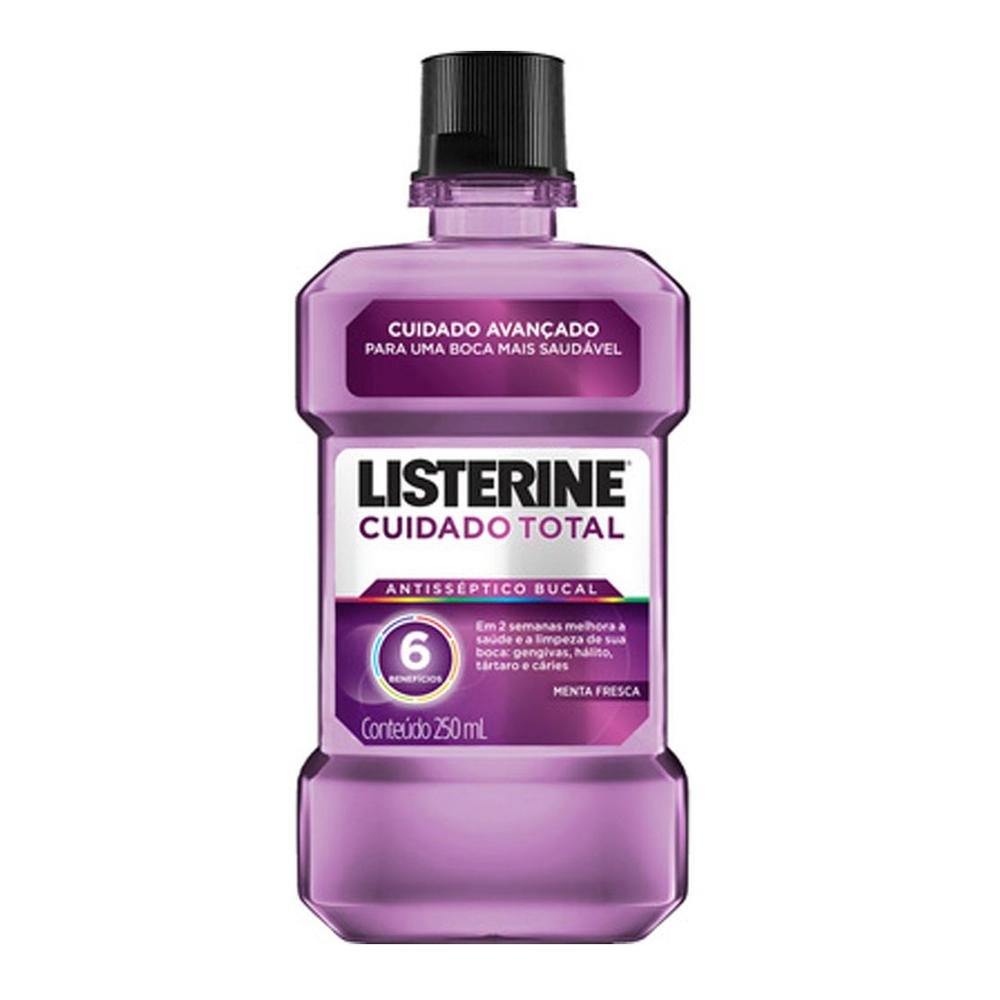 CUIDADO AVANÇADO
PARA UMA BOCA MAIS SAUDÁVEL
LISTERINE®
CUIDADO TOTAL
ANTISSÉPTICO BUCAL
6
BENEFÍCIOS
Em 2 semanas melhora a
saúde e a limpeza de sua
boca: gengivas, hálito,
tártaro e cáries
MENTA FRESCA
Conteúdo 250 mL